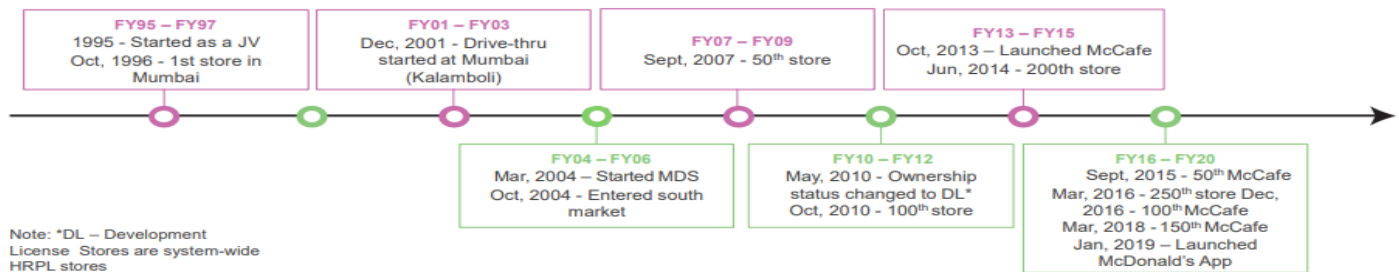 FY95 – FY97
1995 - Started as a JV
Oct, 1996 - 1st store in
Mumbai
FY01 – FY03
Dec, 2001 - Drive-thru
started at Mumbai
(Kalamboli)
FY07 – FY09
Sept, 2007 - 50th store
FY13 – FY15
Oct, 2013 – Launched McCafe
Jun, 2014 - 200th store
FY04 – FY06
Mar, 2004 – Started MDS
Oct, 2004 - Entered south
market
FY10 – FY12
May, 2010 - Ownership
status changed to DL*
Oct, 2010 - 100th store
FY16 – FY20
Sept, 2015 - 50th McCafe
Mar, 2016 - 250th store Dec,
2016 - 100th McCafe
Mar, 2018 -150th McCafe
Jan, 2019 – Launched
McDonald's App
Note: *DL – Development
License Stores are system-wide
HRPL stores